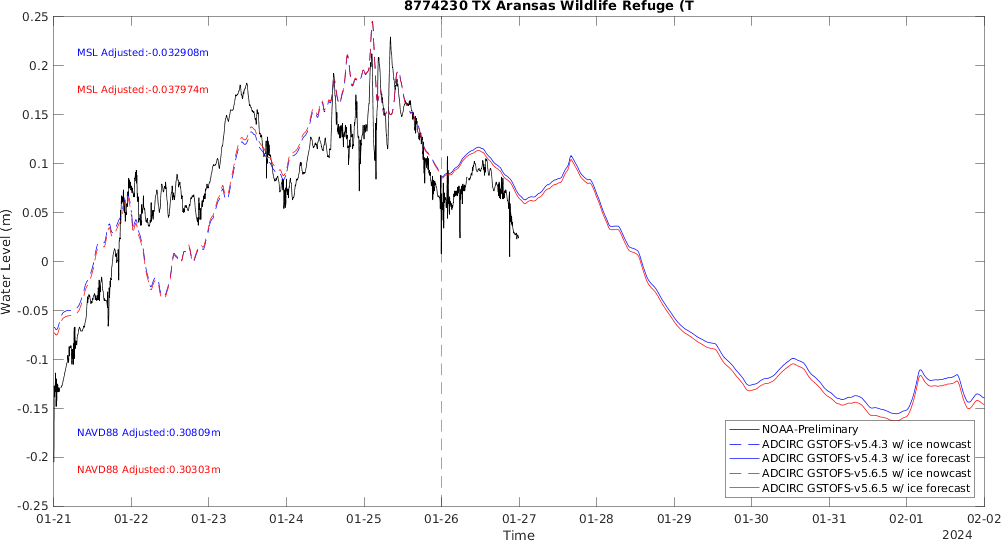 8774230 TX Aransas Wildlife Refuge (T
MSL Adjusted:-0.032908m
MSL Adjusted:-0.037974m
NAVD88 Adjusted:0.30809m
NAVD88 Adjusted:0.30303m
Water Level (m)
0.25
0.2
0.15
0.1
0.05
0
-0.05
-0.1
-0.15
-0.2
-0.25
NOAA-Preliminary
ADCIRC GSTOFS-v5.4.3 w/ ice nowcast
ADCIRC GSTOFS-v5.4.3 w/ ice forecast
ADCIRC GSTOFS-v5.6.5 w/ ice nowcast
ADCIRC GSTOFS-v5.6.5 w/ ice forecast
01-21 01-22 01-23 01-24 01-25 01-26 01-27 01-28 01-29 01-30 01-31 02-01 02-02
Time
2024